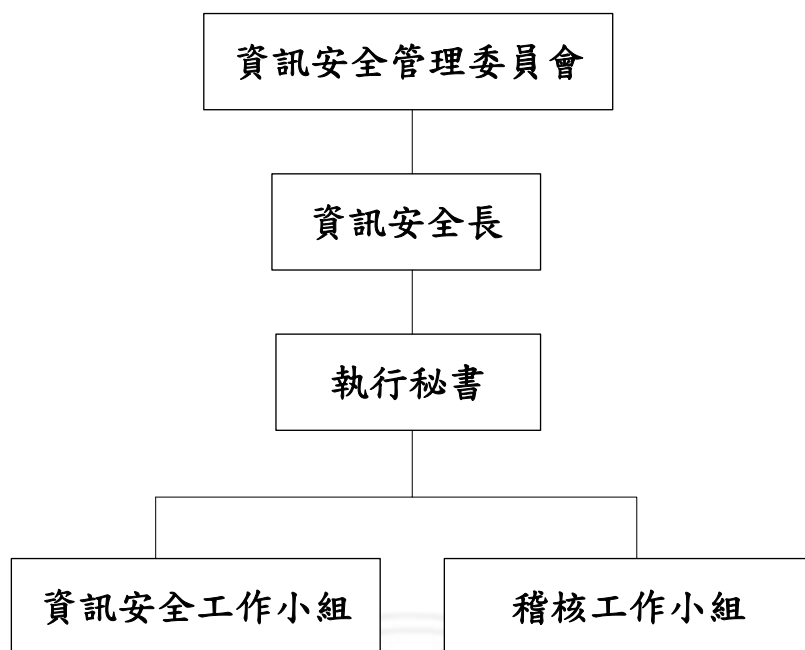 資訊安全管理委員會
資訊安全長
執行秘書
資訊安全工作小組
稽核工作小組